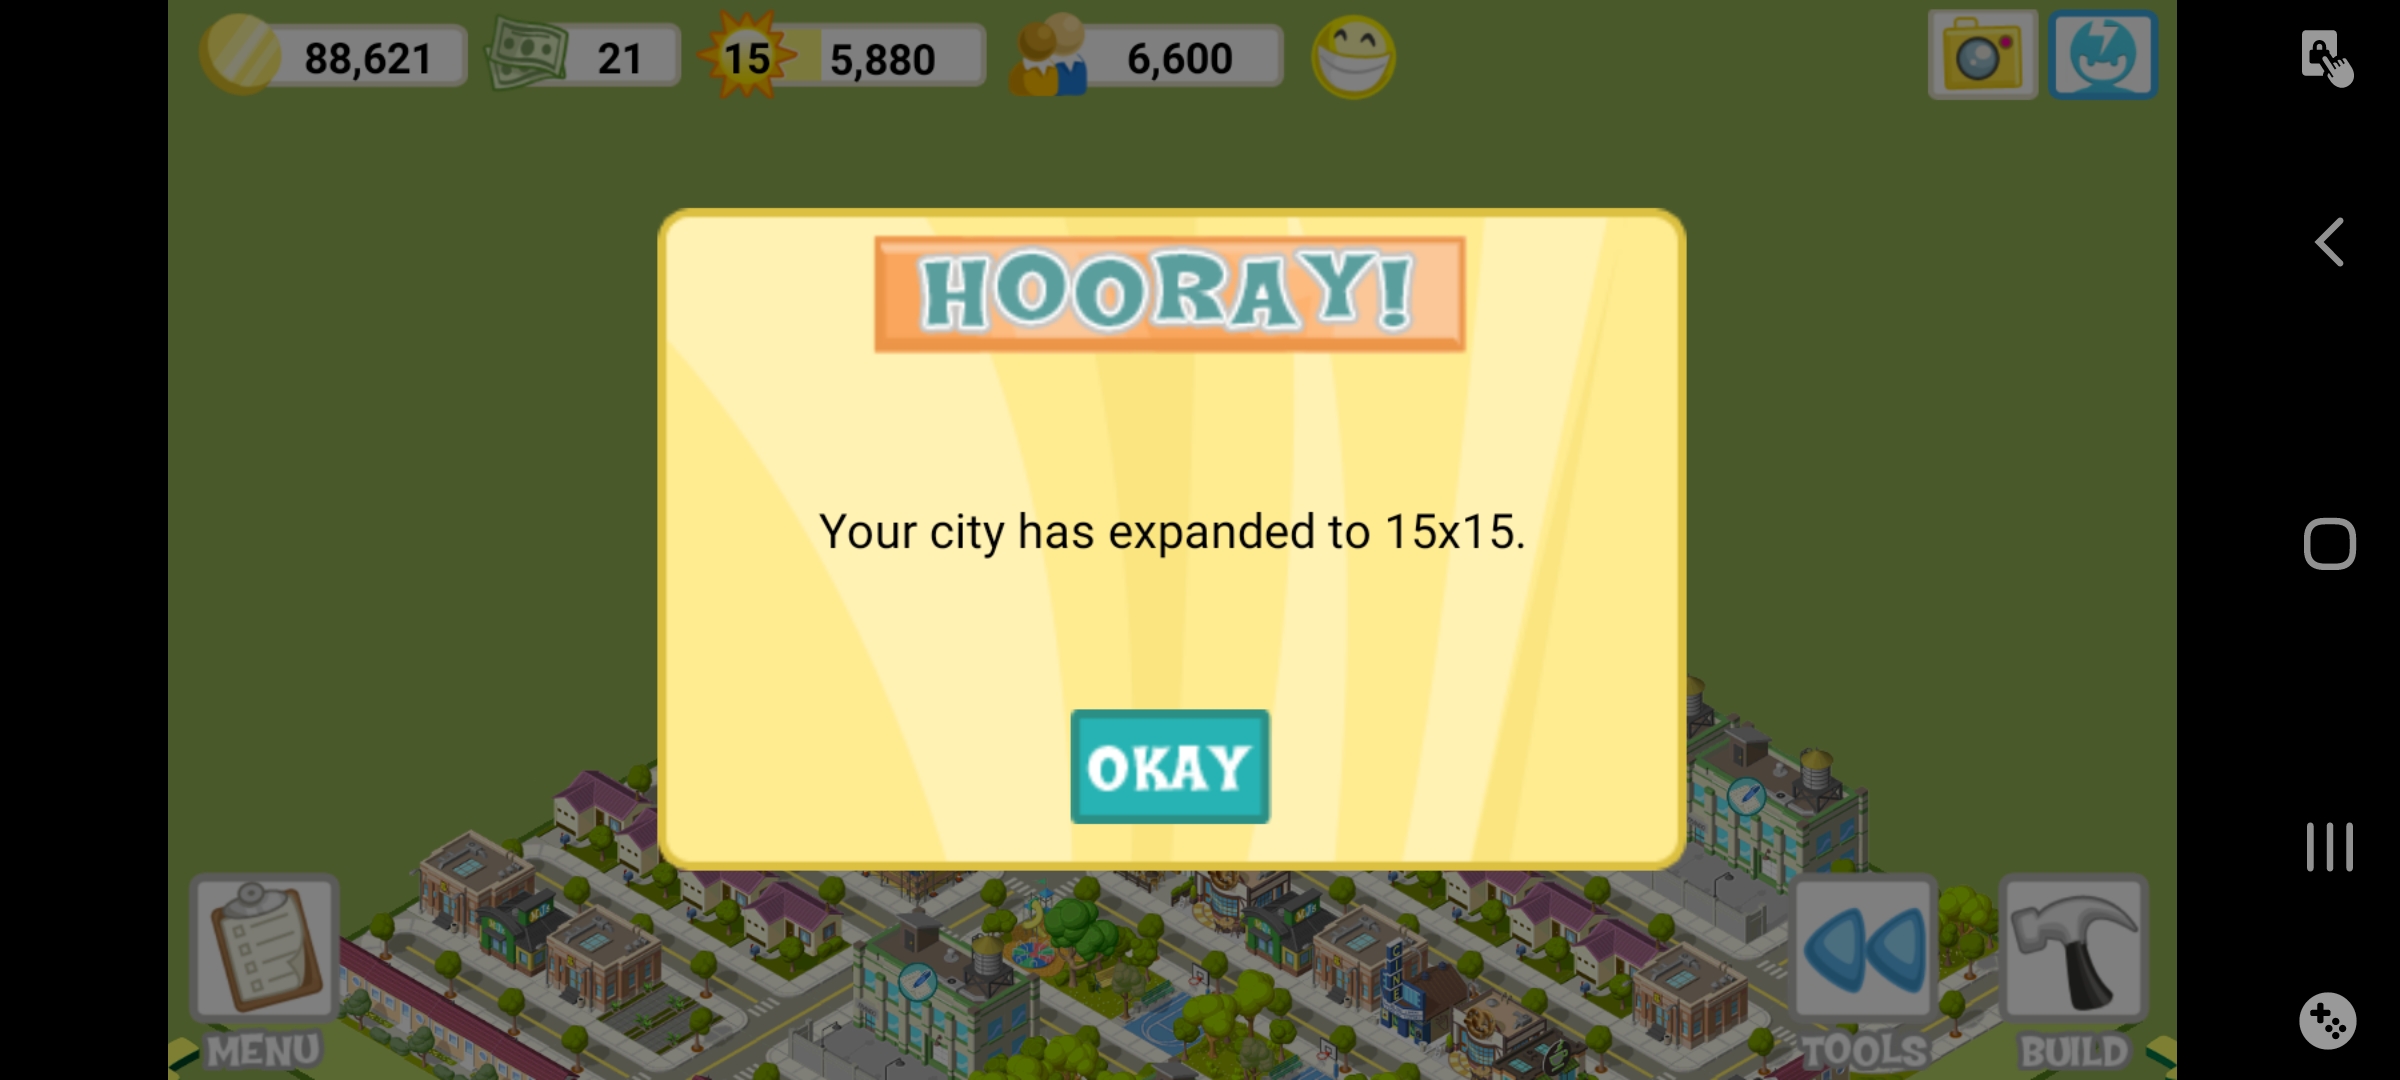 88,621
21
15
5,880
6,600
HOORAY!
Your city has expanded to 15x15.
OKAY
CINE
MENU
TOOLS
BUILD